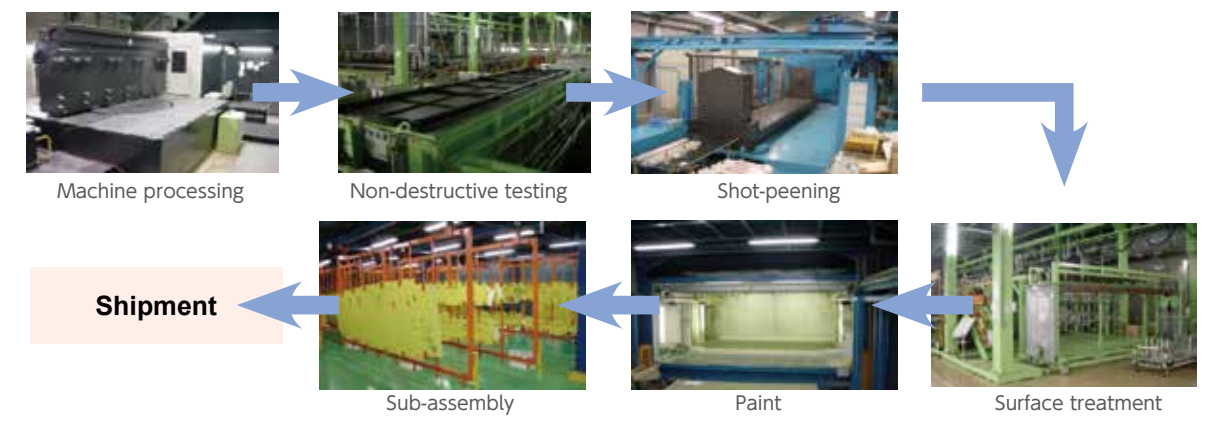 Machine processing
Non-destructive testing
Shot-peening
Surface treatment
Paint
Sub-assembly
Shipment